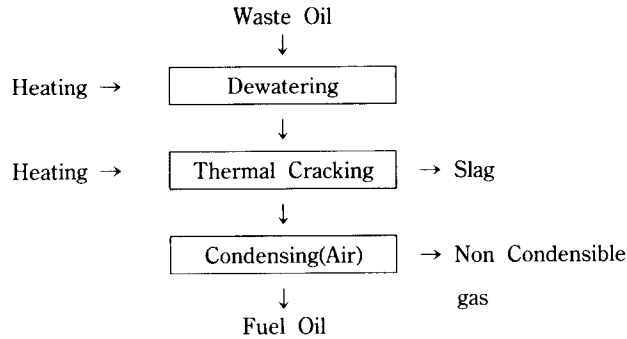 Waste Oil
↓
Heating → Dewatering
↓
Heating → Thermal Cracking → Slag
↓
Condensing(Air) → Non Condensible
gas
↓
Fuel Oil